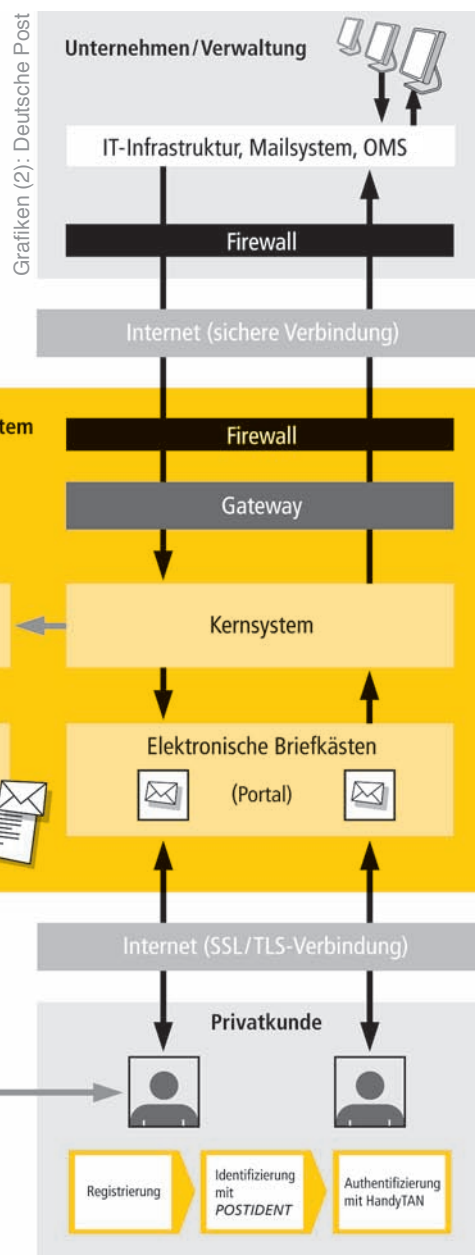 Grafiken (2): Deutsche Post
Unternehmen/Verwaltung
IT-Infrastruktur, Mailsystem, OMS
Firewall
Internet (sichere Verbindung)
Firewall
Gateway
Kernsystem
Elektronische Briefkästen
(Portal)
Internet (SSL/TLS-Verbindung)
Privatkunde
Registrierung
Identifizierung
mit
POSTIDENT
Authentifizierung
mit HandyTAN